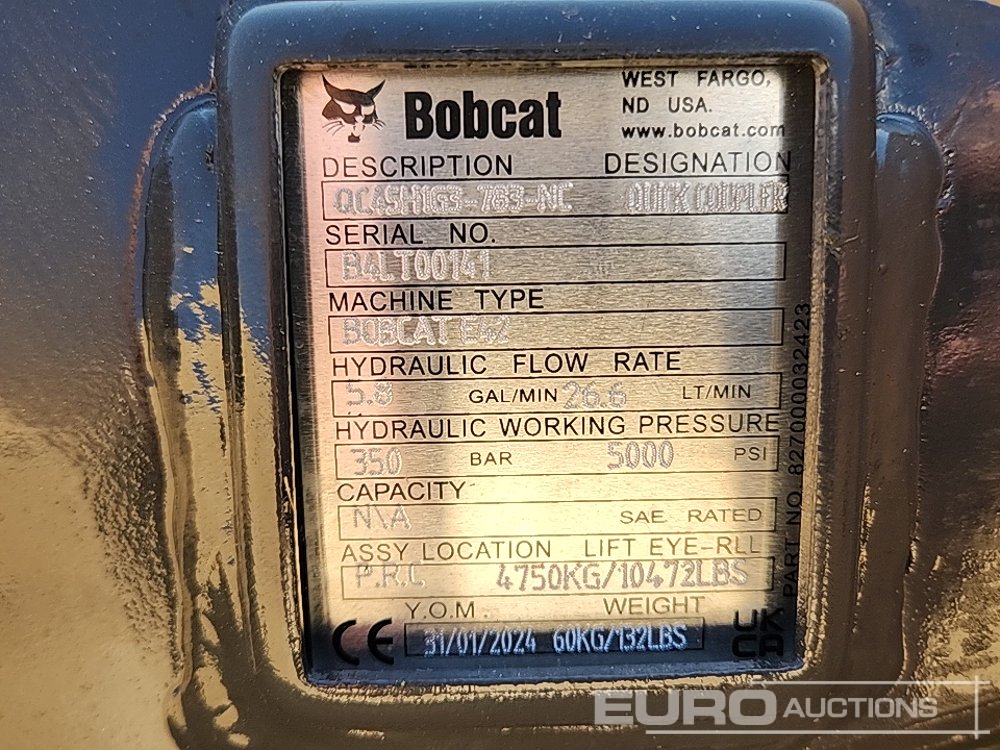 Bobcat
WEST FARGO,
ND USA.
www.bobcat.com
DESCRIPTION DESIGNATION
QC45H1G3-763-NC QUICK COUPLER
SERIAL NO.
B4LT00141
MACHINE TYPE
BOBCAT E42
HYDRAULIC FLOW RATE
5.8 GAL/MIN 26.6 LT/MIN
HYDRAULIC WORKING PRESSURE
350 BAR 5000 PSI
CAPACITY
N\A SAE RATED
ASSY LOCATION LIFT EYE-RLL
P.R.C 4750KG/10472LBS
Y.O.M. WEIGHT
CE 31/01/2024 60KG/132LBS UK
CA
PART NO. 82700000032423
EURO AUCTIONS